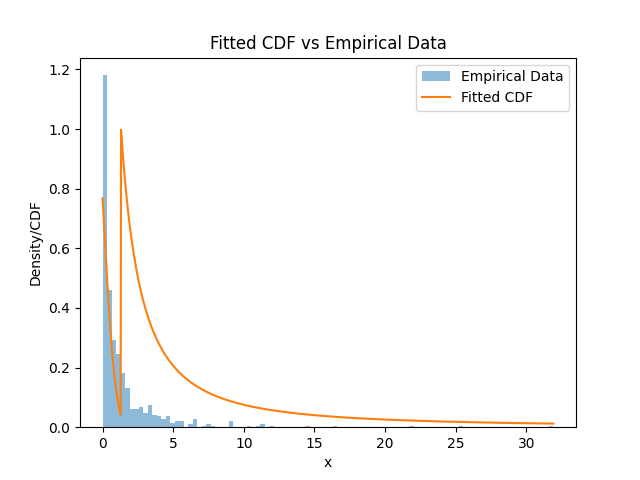 Fitted CDF vs Empirical Data
Empirical Data
Fitted CDF
Density/CDF
1.2
1.0
0.8
0.6
0.4
0.2
0.0
0 5 10 15 20 25 30
x